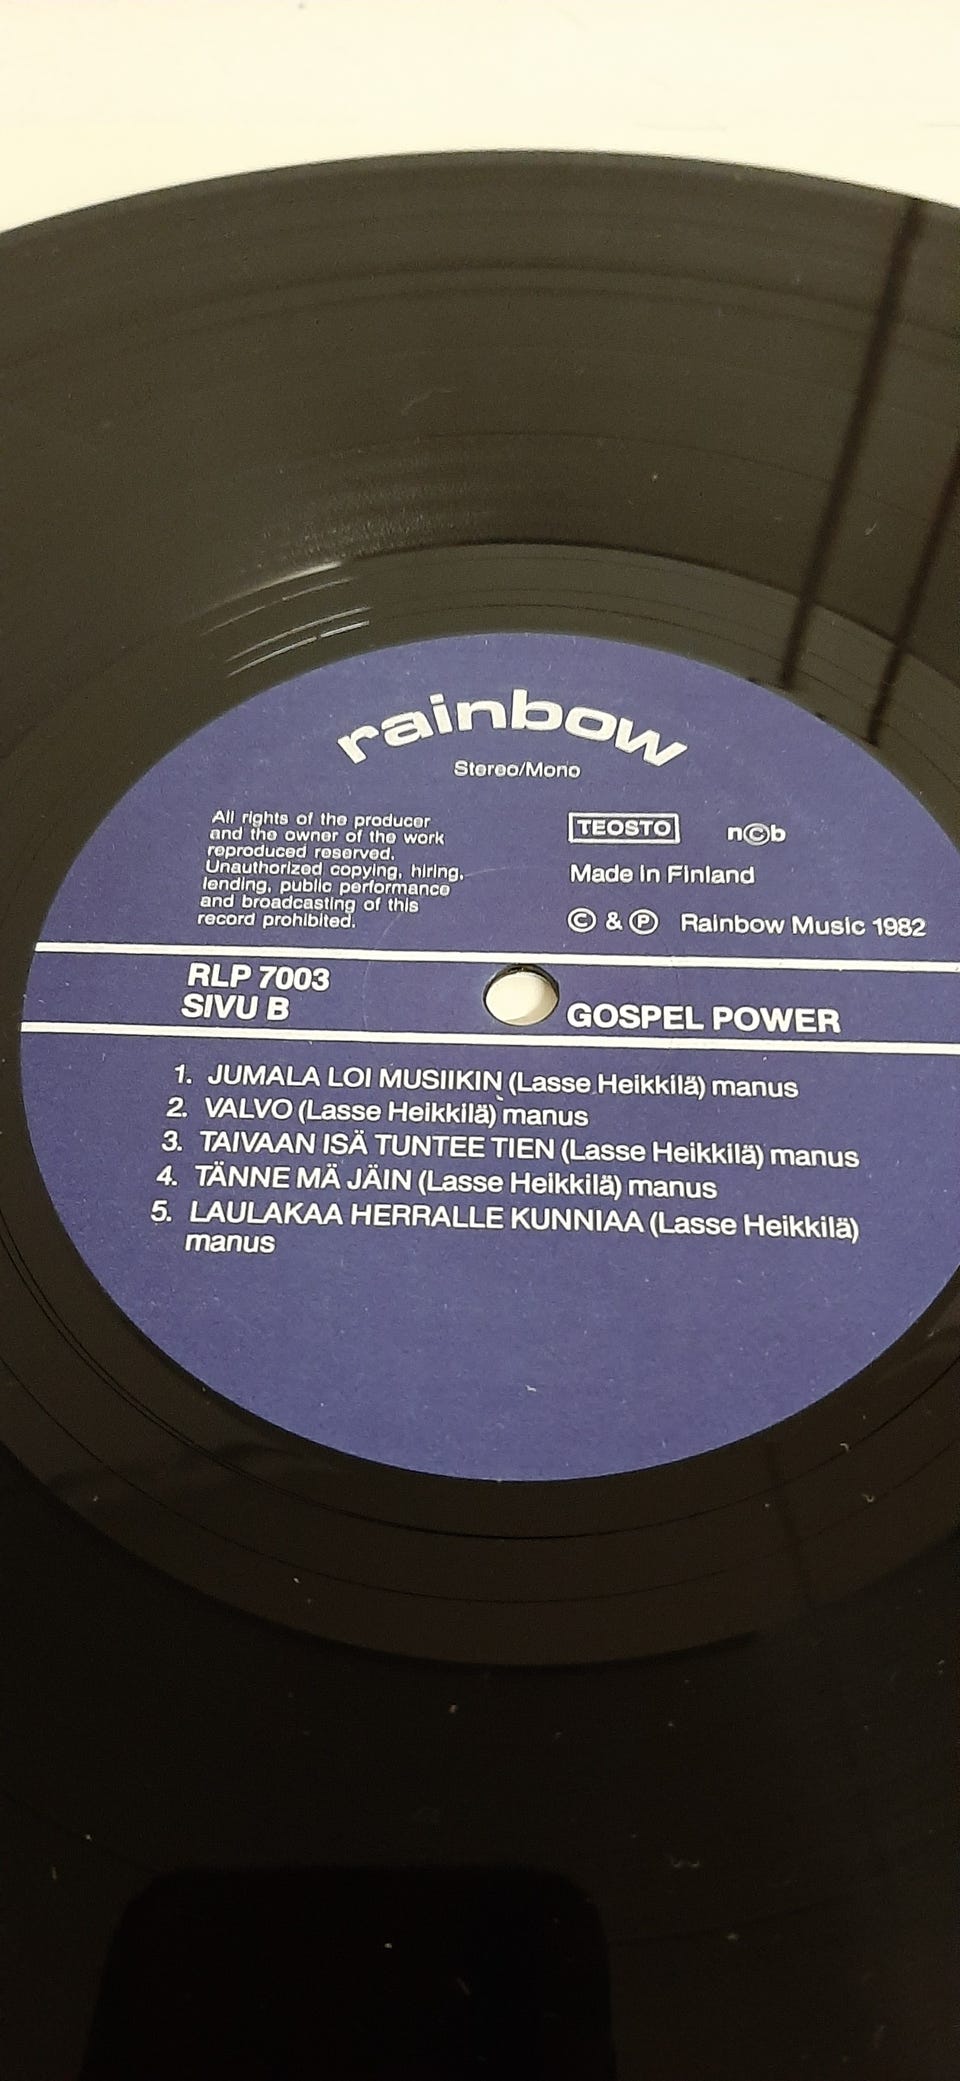 rainbow
Stereo/Mono
All rights of the producer
and the owner of the work
reproduced reserved.
Unauthorized copying, hiring,
lending, public performance
and broadcasting of this
record prohibited.
TEOSTO n©b
Made in Finland
© & ℗ Rainbow Music 1982
RLP 7003
SIVU B
GOSPEL POWER
1. JUMALA LOI MUSIIKIN (Lasse Heikkilä) manus
2. VALVO (Lasse Heikkilä) manus
3. TAIVAAN ISÄ TUNTEE TIEN (Lasse Heikkilä) manus
4. TÄNNE MÄ JÄIN (Lasse Heikkilä) manus
5. LAULAKAA HERRALLE KUNNIAA (Lasse Heikkilä)
manus